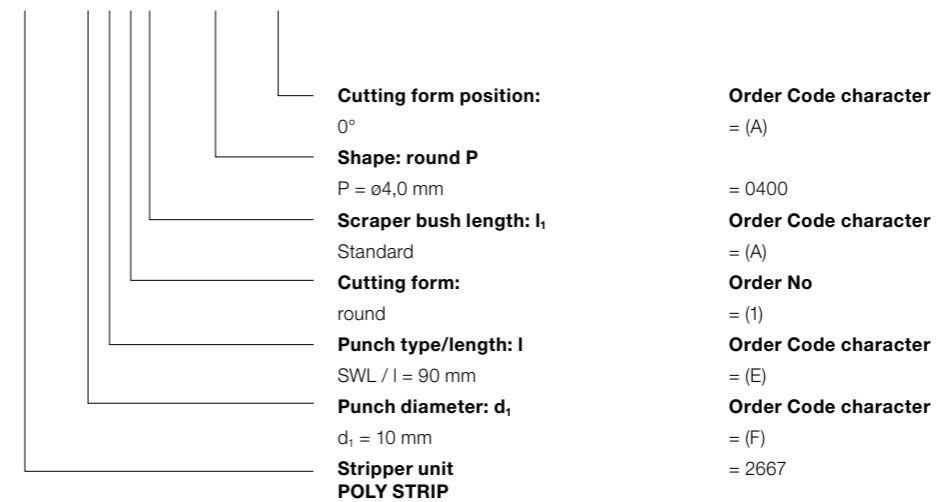 Cutting form position: Order Code character
0° = (A)
Shape: round P
P = ø4,0 mm = 0400
Scraper bush length: l₁ Order Code character
Standard = (A)
Cutting form: Order No
round = (1)
Punch type/length: l Order Code character
SWL / l = 90 mm = (E)
Punch diameter: d₁ Order Code character
d₁ = 10 mm = (F)
Stripper unit = 2667
POLY STRIP